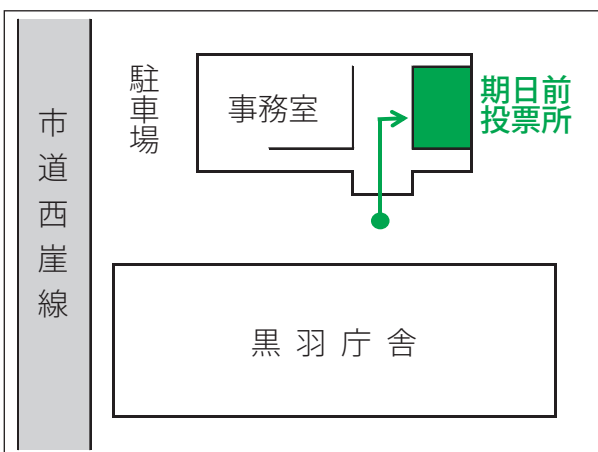 市道西崖線
駐車場
事務室
期日前
投票所
黒羽庁舎